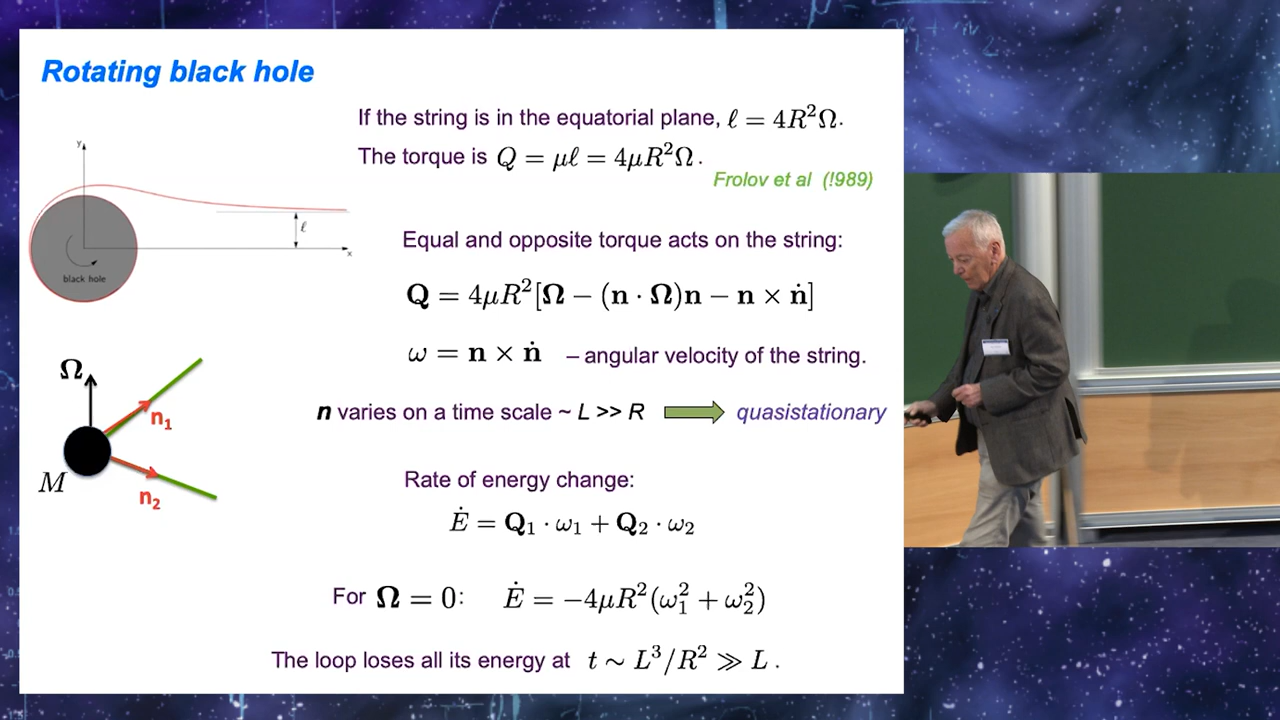 Rotating black hole
If the string is in the equatorial plane, ℓ = 4R²Ω.
The torque is Q = μℓ = 4μR²Ω.
Frolov et al (!989)
y
ℓ
x
black hole
Equal and opposite torque acts on the string:
Q = 4μR²[Ω − (n · Ω)n − n × ṅ]
ω = n × ṅ – angular velocity of the string.
Ω
n₁
M
n₂
n varies on a time scale ~ L >> R quasistationary
Rate of energy change:
Ė = Q₁ · ω₁ + Q₂ · ω₂
For Ω = 0: Ė = −4μR²(ω₁² + ω₂²)
The loop loses all its energy at t ∼ L³/R² ≫ L .